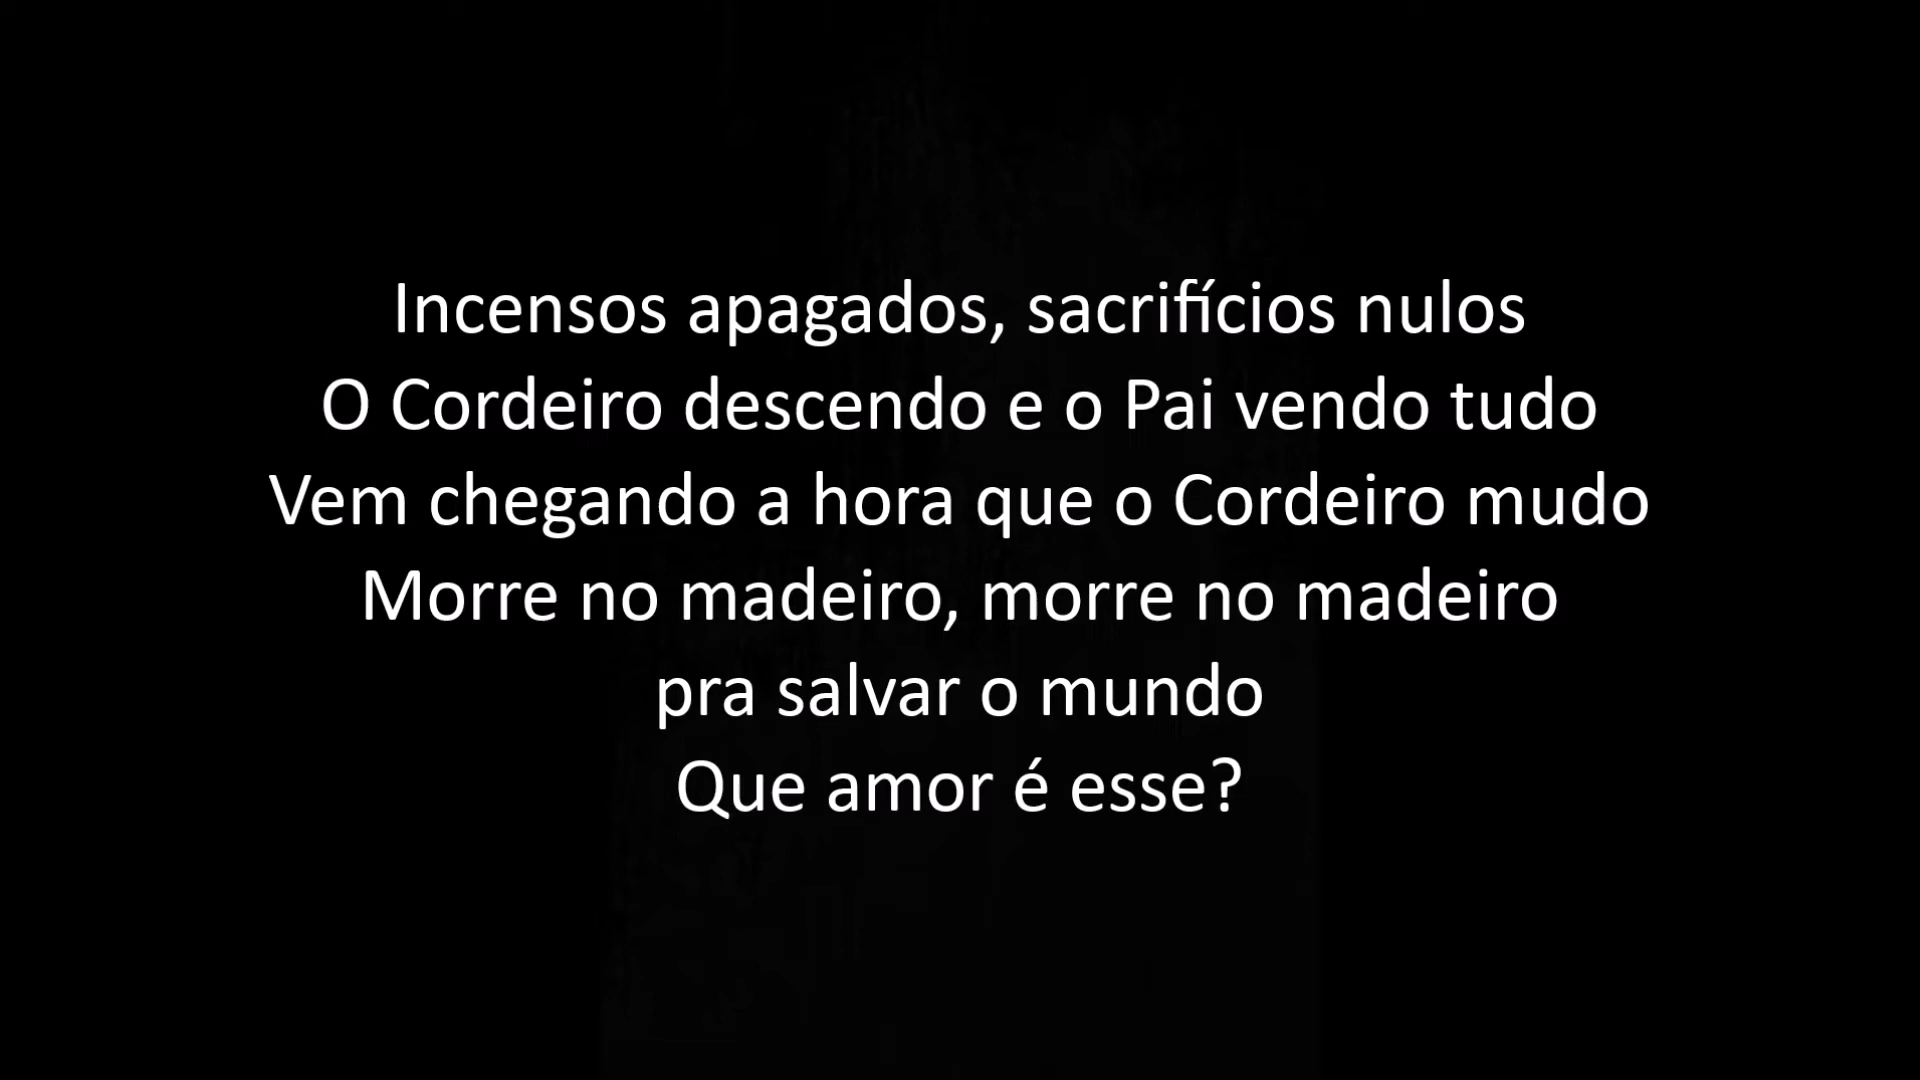 Incensos apagados, sacrifícios nulos
O Cordeiro descendo e o Pai vendo tudo
Vem chegando a hora que o Cordeiro mudo
Morre no madeiro, morre no madeiro
pra salvar o mundo
Que amor é esse?